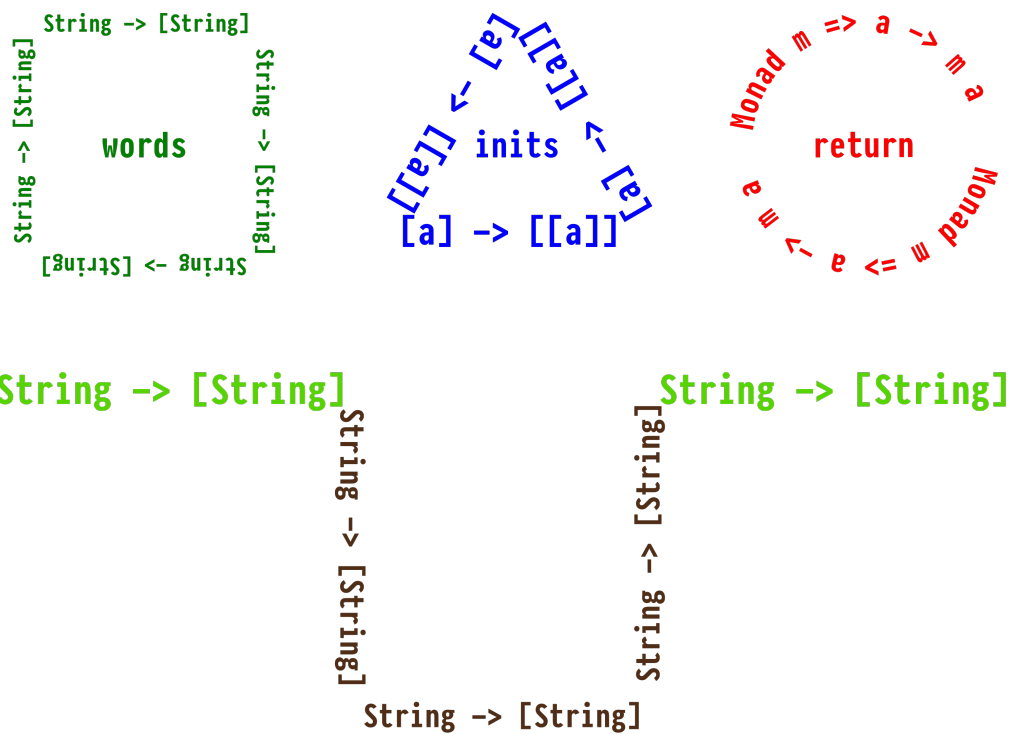 String -> [String]
String -> [String]
words
String -> [String]
String -> [String]
[a] -> [[a]]
[a] -> [[a]]
inits
[a] -> [[a]]
Monad m => a -> m a
return
Monad m => a -> m a
String -> [String]
String -> [String]
String -> [String]
String -> [String]
String -> [String]